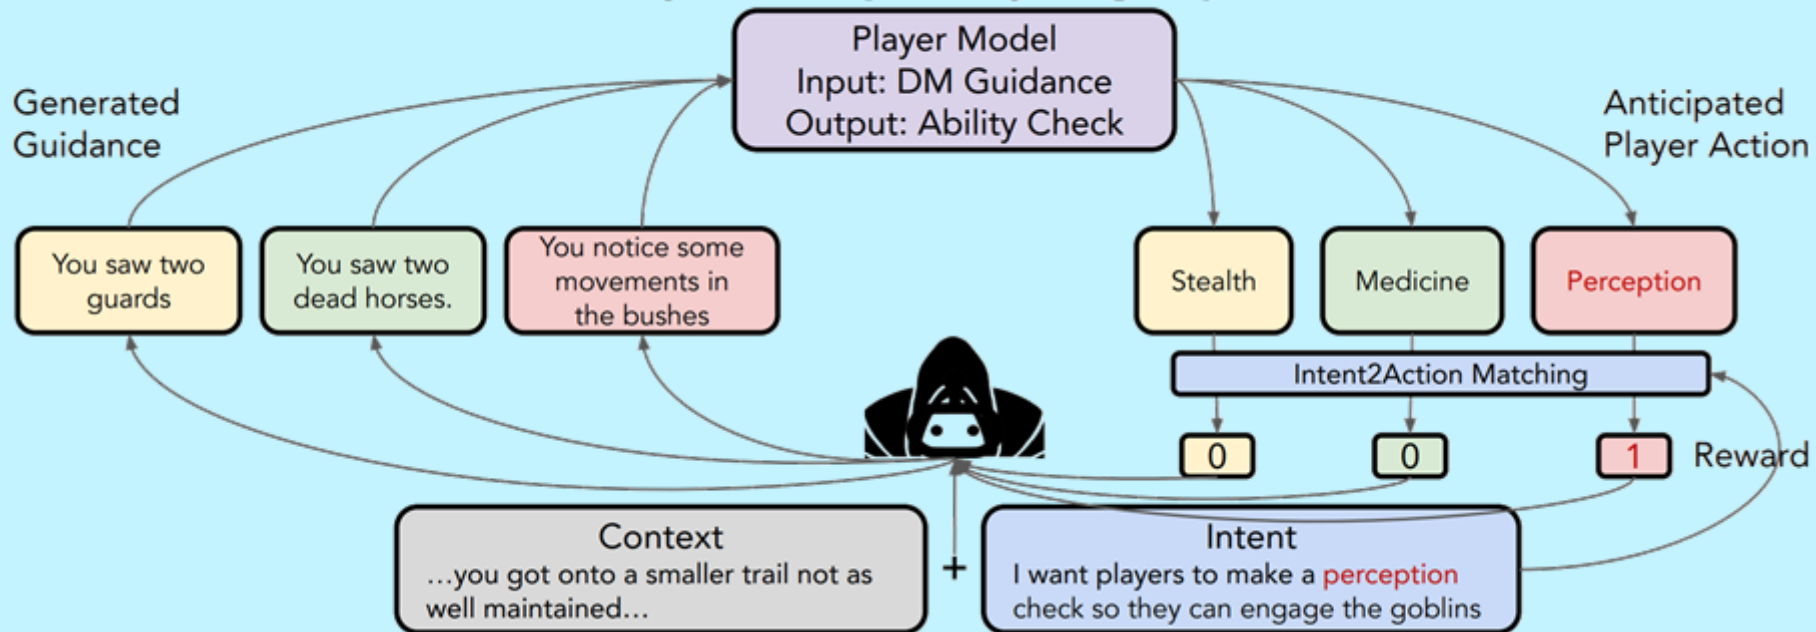 Player Model
Input: DM Guidance
Output: Ability Check
Generated
Guidance
Anticipated
Player Action
You saw two
guards
You saw two
dead horses.
You notice some
movements in
the bushes
Stealth
Medicine
Perception
Intent2Action Matching
0
0
1
Reward
Context
...you got onto a smaller trail not as
well maintained...
+
Intent
I want players to make a perception
check so they can engage the goblins